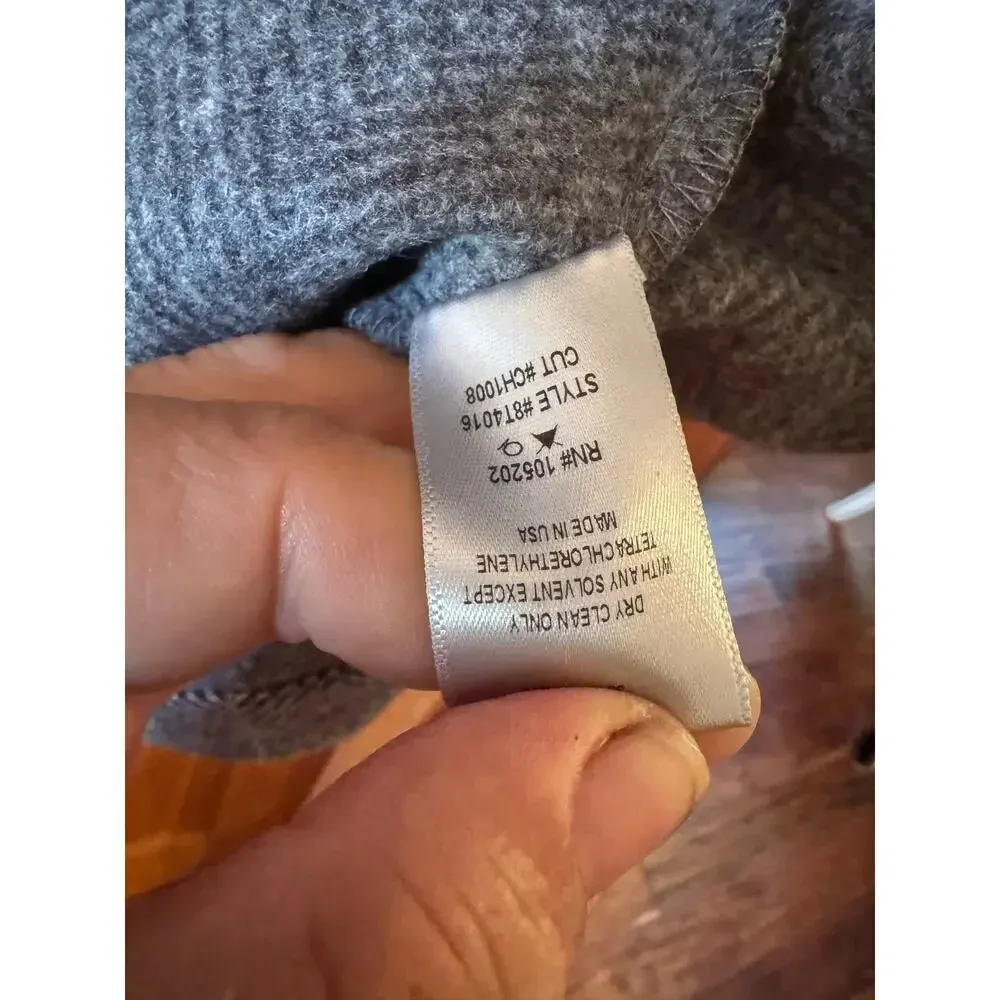 DRY CLEAN ONLY
WITH ANY SOLVENT EXCEPT
TETRACHLORETHYLENE
MADE IN USA
RN# 105202
STYLE #8T4016
CUT #CH1008